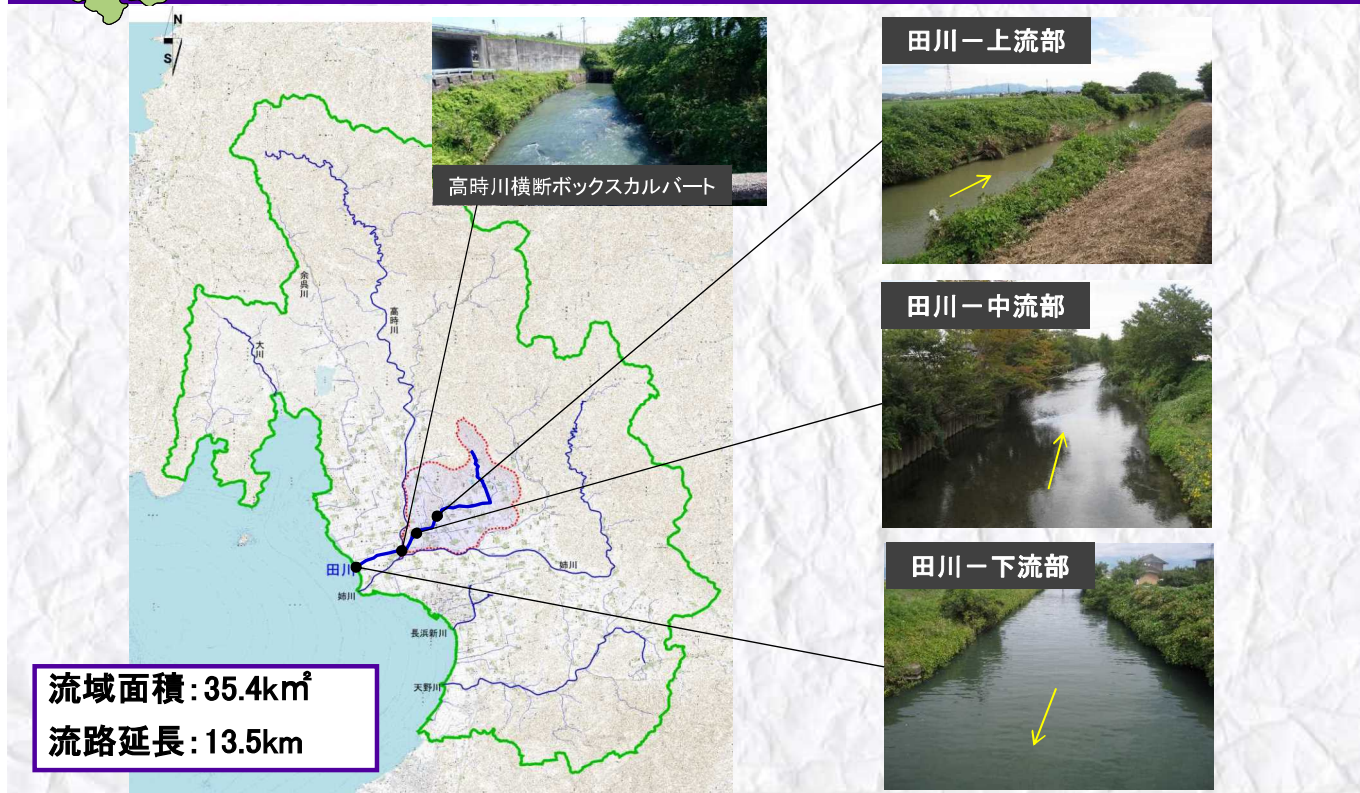 N
S
高時川横断ボックスカルバート
田川－上流部
田川－中流部
田川－下流部
余呉川
高時川
大川
田川
姉川
姉川
長浜新川
天野川
流域面積：35.4k㎡
流路延長：13.5km